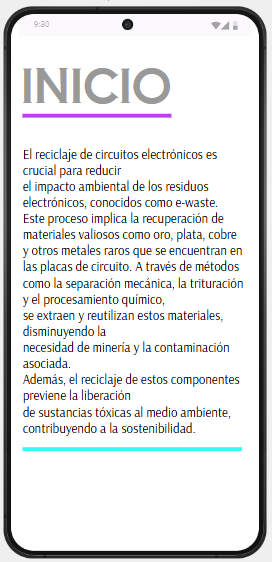 9:30
INICIO
El reciclaje de circuitos electrónicos es
crucial para reducir
el impacto ambiental de los residuos
electrónicos, conocidos como e-waste.
Este proceso implica la recuperación de
materiales valiosos como oro, plata, cobre
y otros metales raros que se encuentran en
las placas de circuito. A través de métodos
como la separación mecánica, la trituración
y el procesamiento químico,
se extraen y reutilizan estos materiales,
disminuyendo la
necesidad de minería y la contaminación
asociada.
Además, el reciclaje de estos componentes
previene la liberación
de sustancias tóxicas al medio ambiente,
contribuyendo a la sostenibilidad.